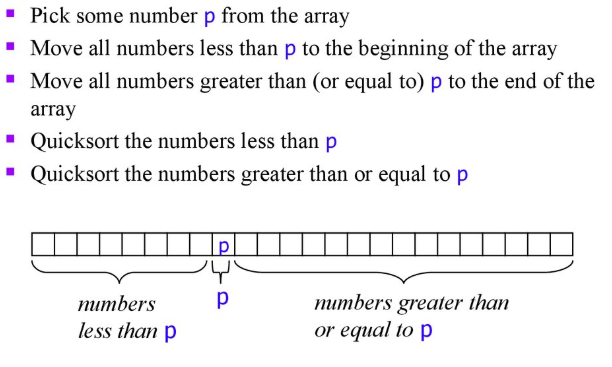 Pick some number p from the array
Move all numbers less than p to the beginning of the array
Move all numbers greater than (or equal to) p to the end of the
array
Quicksort the numbers less than p
Quicksort the numbers greater than or equal to p
p
numbers
less than p
p
numbers greater than
or equal to p